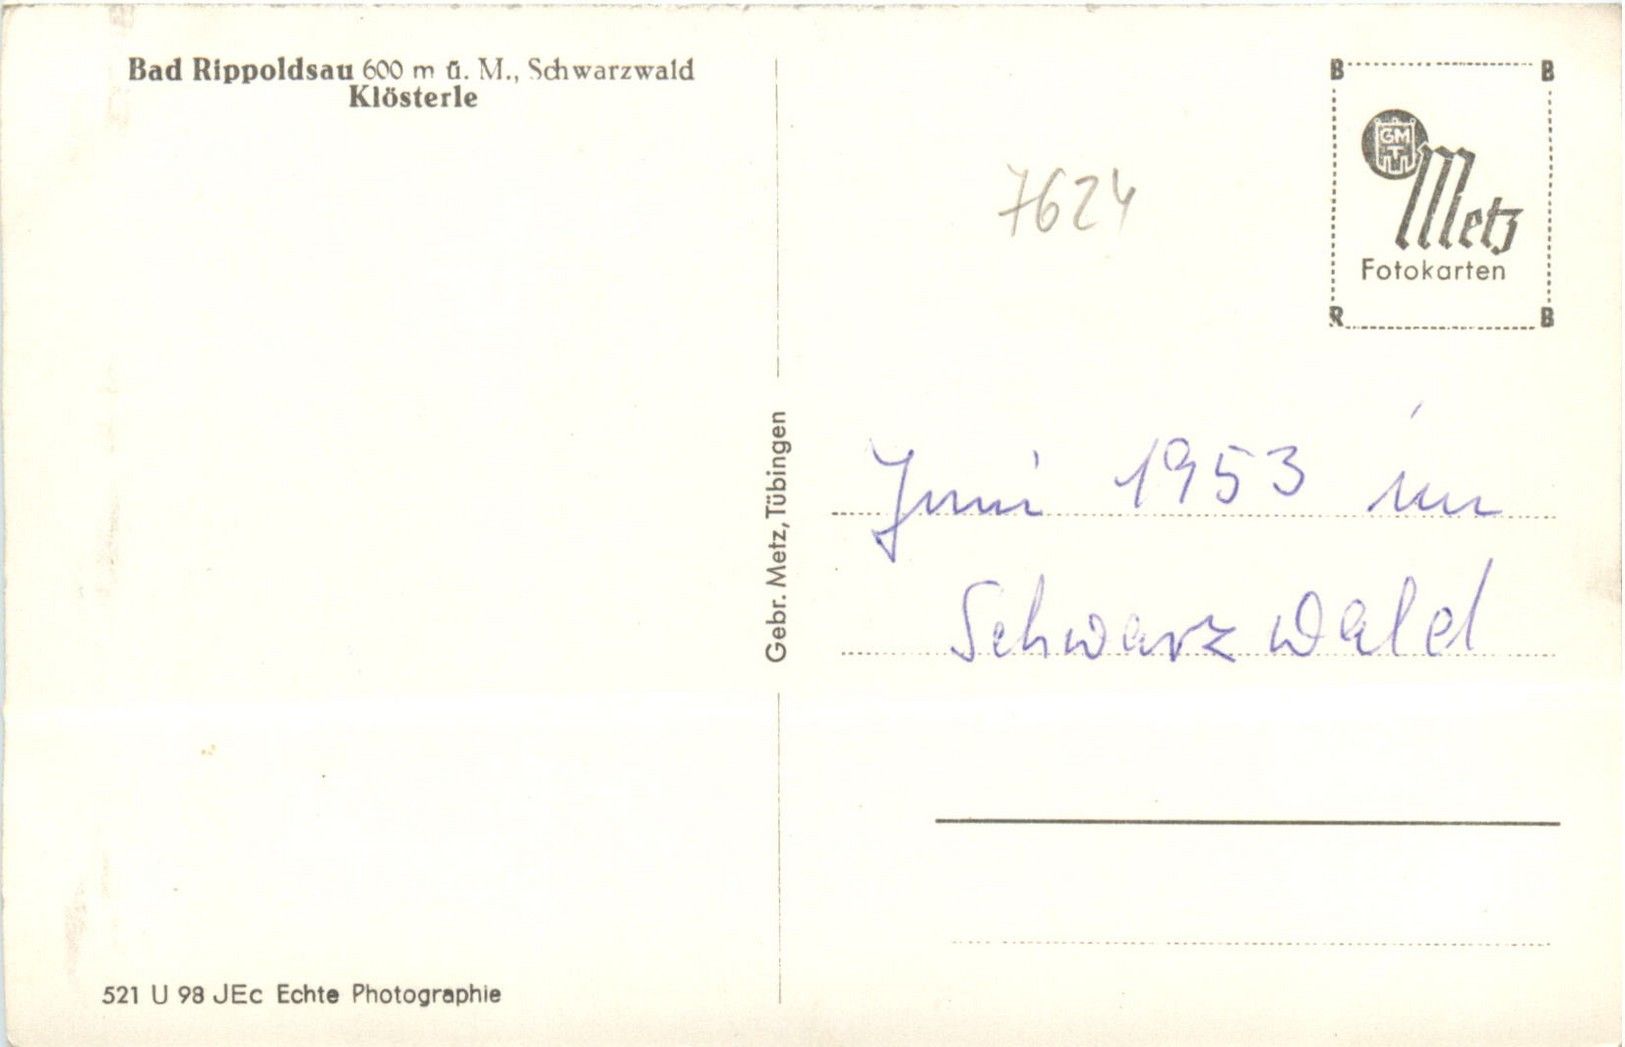 Bad Rippoldsau 600 m ü. M., Schwarzwald
Klösterle
B B
GM
T
Metz
Fotokarten
R B
7624
Gebr. Metz, Tübingen
Juni 1953 im
Schwarzwald
521 U 98 JEc Echte Photographie